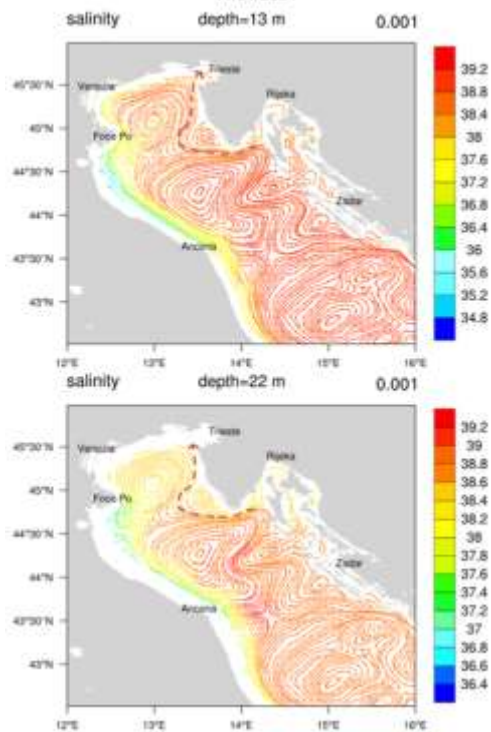 salinity depth=13 m 0.001
45°30'N
45°N
44°30'N
44°N
43°30'N
43°N
12°E 13°E 14°E 15°E 16°E
Venezia
Trieste
Rijeka
Foce Po
Zadar
Ancona
39.2
38.8
38.4
38
37.6
37.2
36.8
36.4
36
35.6
35.2
34.8
salinity depth=22 m 0.001
45°30'N
45°N
44°30'N
44°N
43°30'N
43°N
12°E 13°E 14°E 15°E 16°E
Venezia
Trieste
Rijeka
Foce Po
Zadar
Ancona
39.2
39
38.8
38.6
38.4
38.2
38
37.8
37.6
37.4
37.2
37
36.8
36.6
36.4